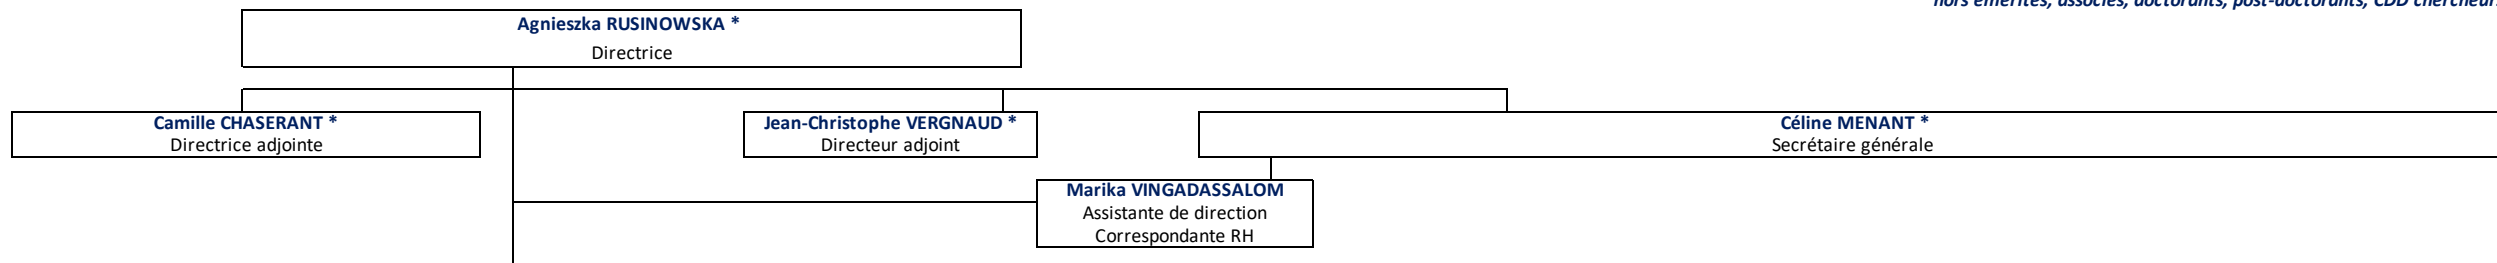 hors émérites, associés, doctorants, post-doctorants, CDD chercheur
Agnieszka RUSINOWSKA *
Directrice
Camille CHASERANT *
Directrice adjointe
Jean-Christophe VERGNAUD *
Directeur adjoint
Céline MENANT *
Secrétaire générale
Marika VINGADASSALOM
Assistante de direction
Correspondante RH